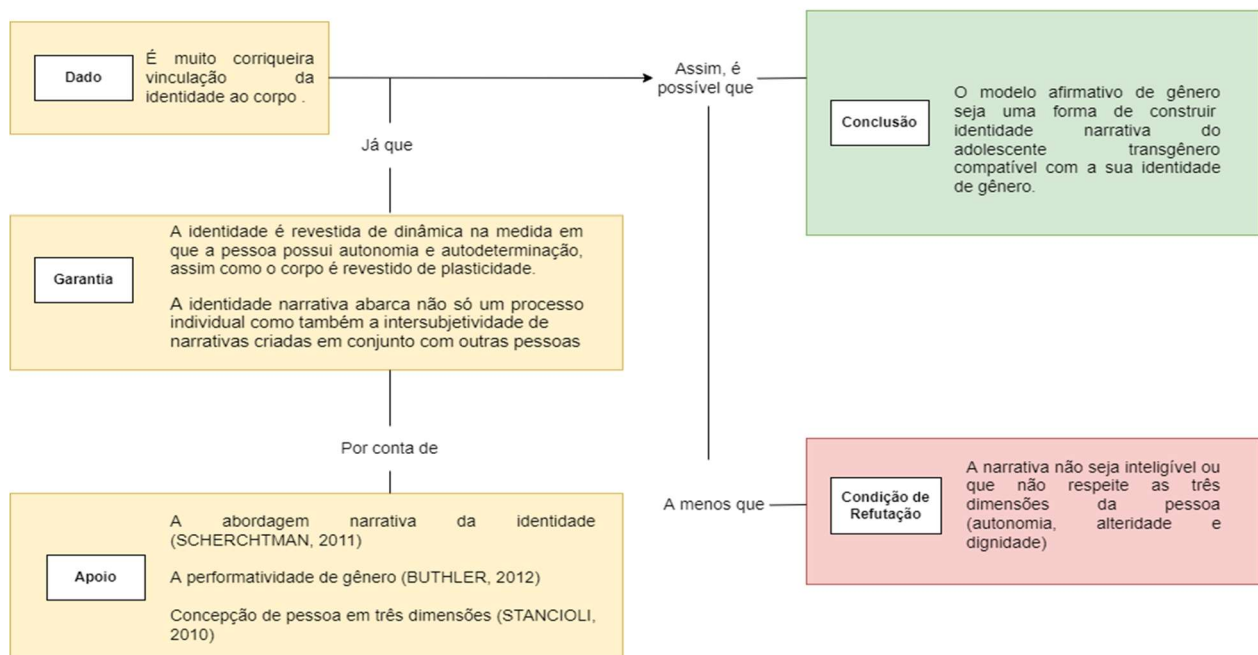 Dado
É muito corriqueira
vinculação da
identidade ao corpo .
Assim, é
possível que
Conclusão
O modelo afirmativo de gênero
seja uma forma de construir
identidade narrativa do
adolescente transgênero
compatível com a sua identidade
de gênero.
Já que
Garantia
A identidade é revestida de dinâmica na medida em
que a pessoa possui autonomia e autodeterminação,
assim como o corpo é revestido de plasticidade.
A identidade narrativa abarca não só um processo
individual como também a intersubjetividade de
narrativas criadas em conjunto com outras pessoas
Por conta de
Apoio
A abordagem narrativa da identidade
(SCHERCHTMAN, 2011)
A performatividade de gênero (BUTHLER, 2012)
Concepção de pessoa em três dimensões (STANCIOLI,
2010)
A menos que
Condição de
Refutação
A narrativa não seja inteligível ou
que não respeite as três
dimensões da pessoa
(autonomia, alteridade e
dignidade)